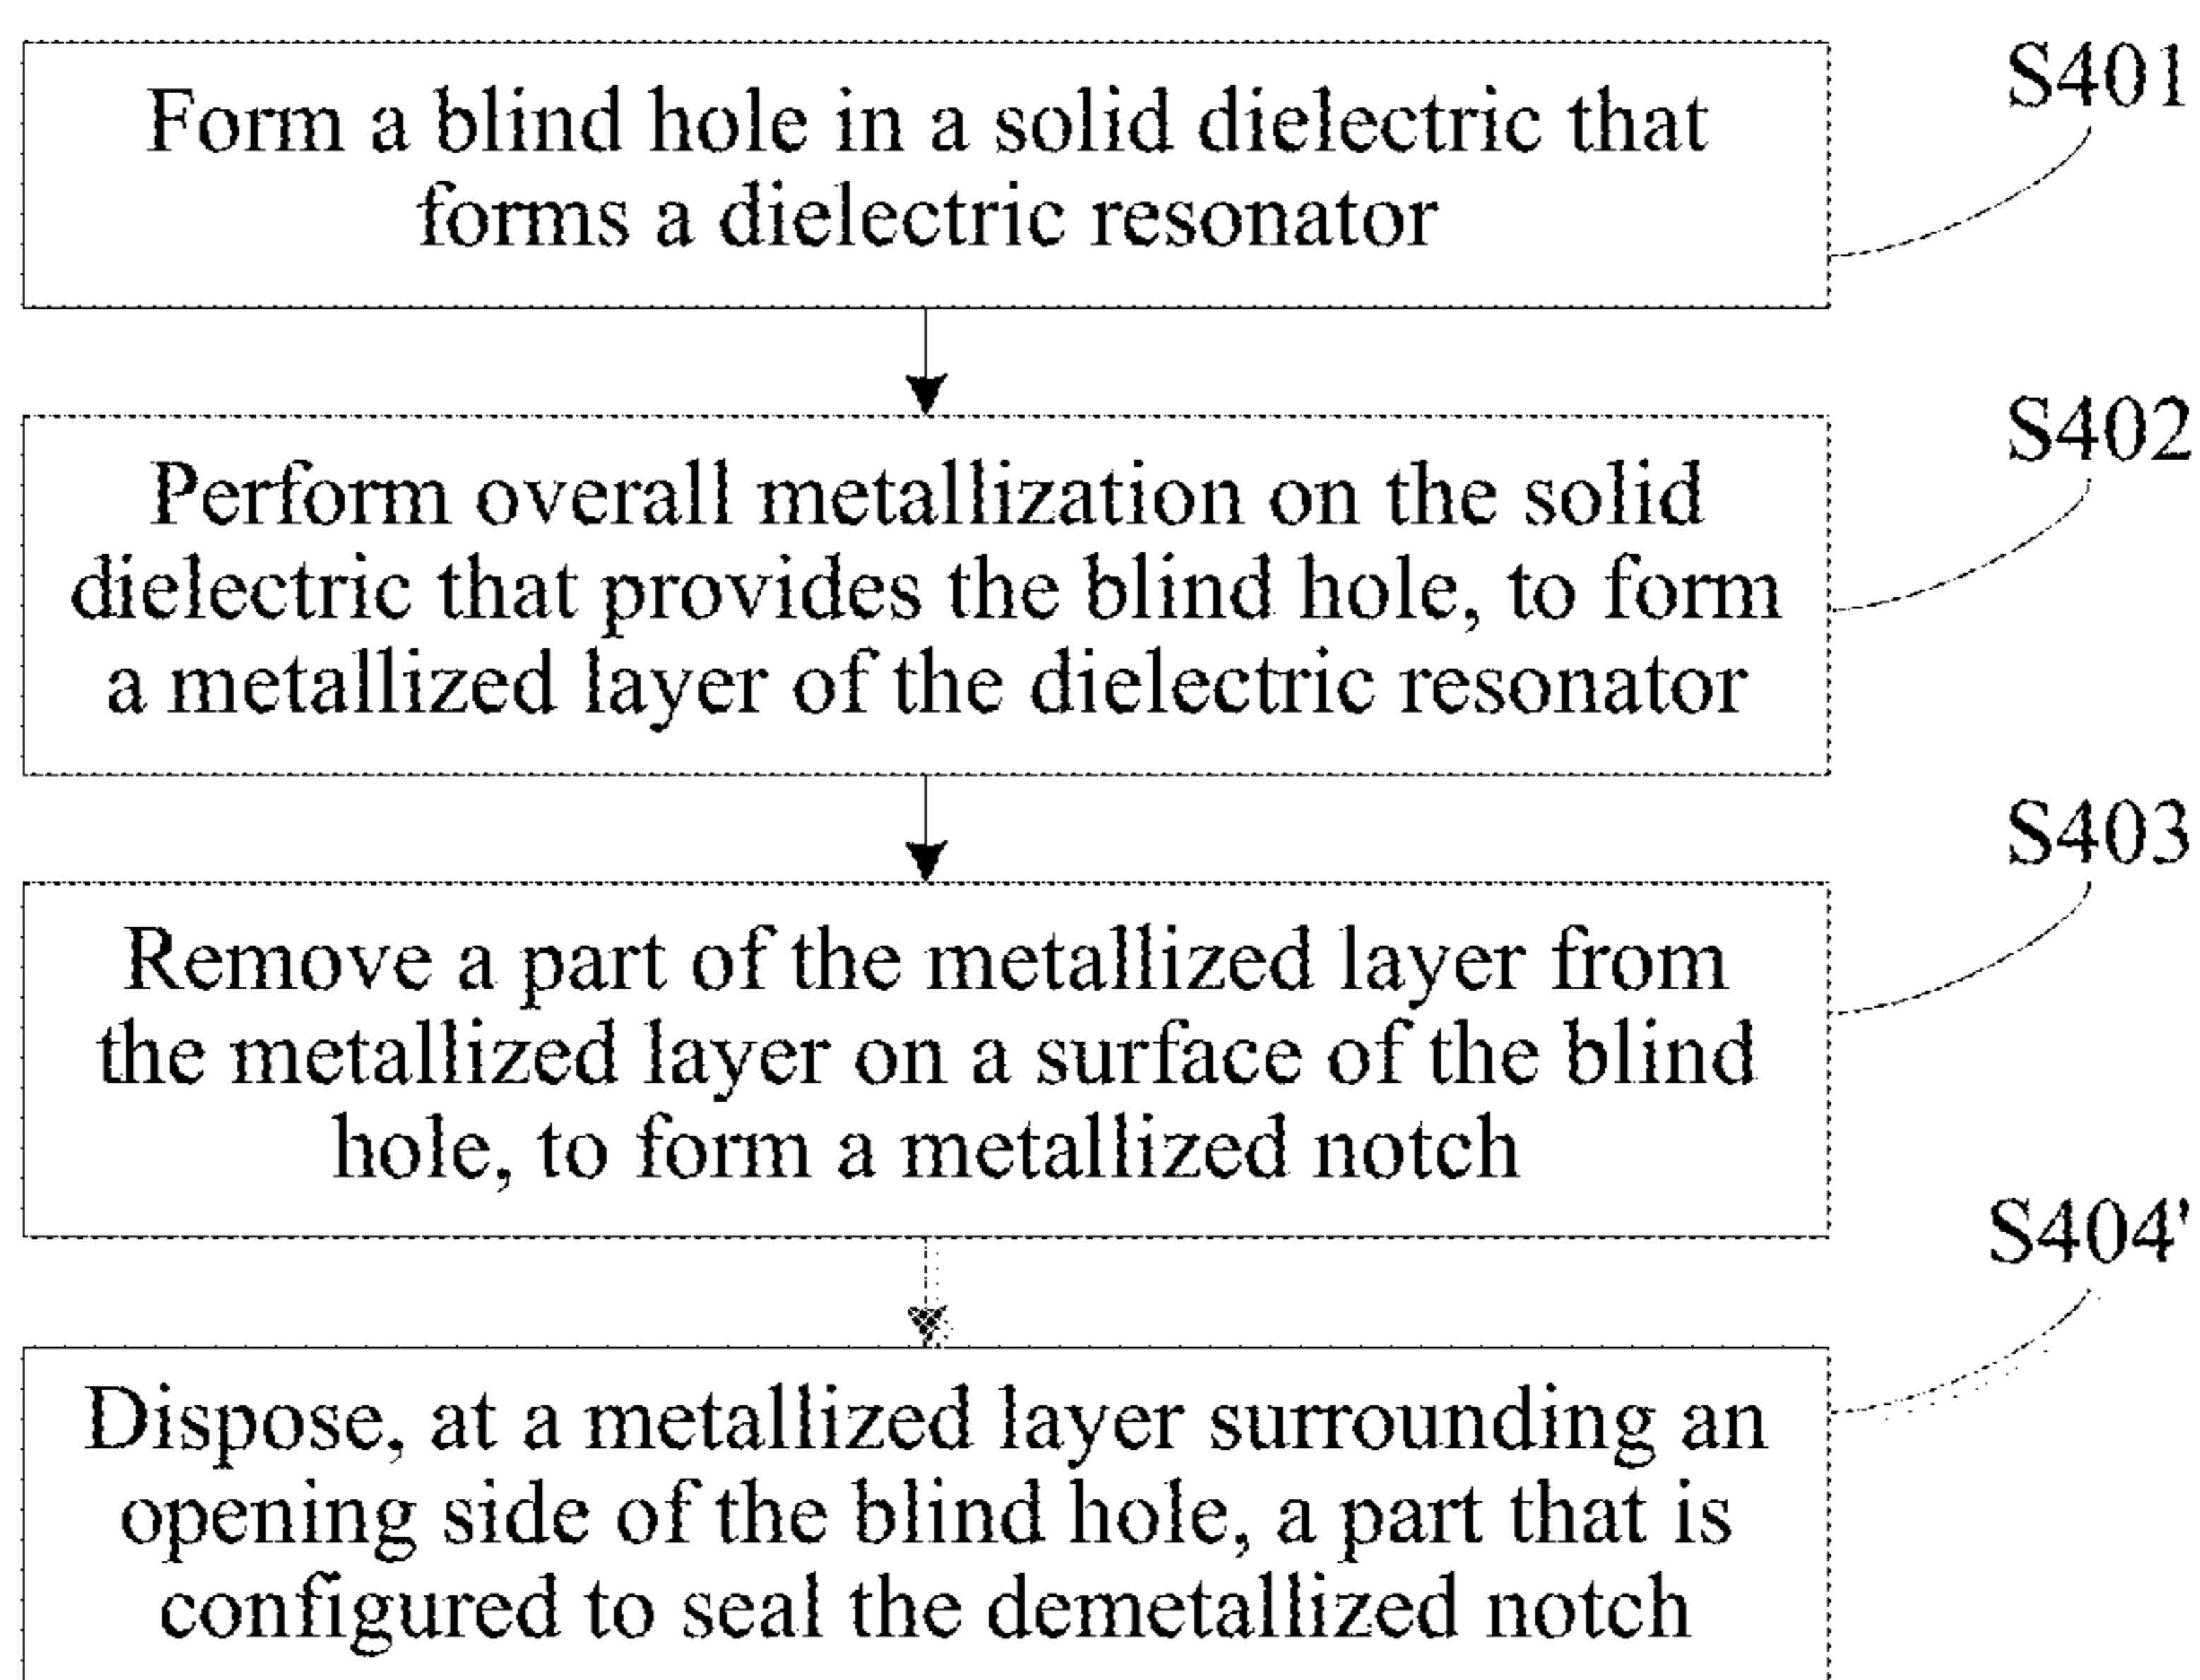 Form a blind hole in a solid dielectric that
forms a dielectric resonator
S401
Perform overall metallization on the solid
dielectric that provides the blind hole, to form
a metallized layer of the dielectric resonator
S402
Remove a part of the metallized layer from
the metallized layer on a surface of the blind
hole, to form a metallized notch
S403
Dispose, at a metallized layer surrounding an
opening side of the blind hole, a part that is
configured to seal the demetallized notch
S404'